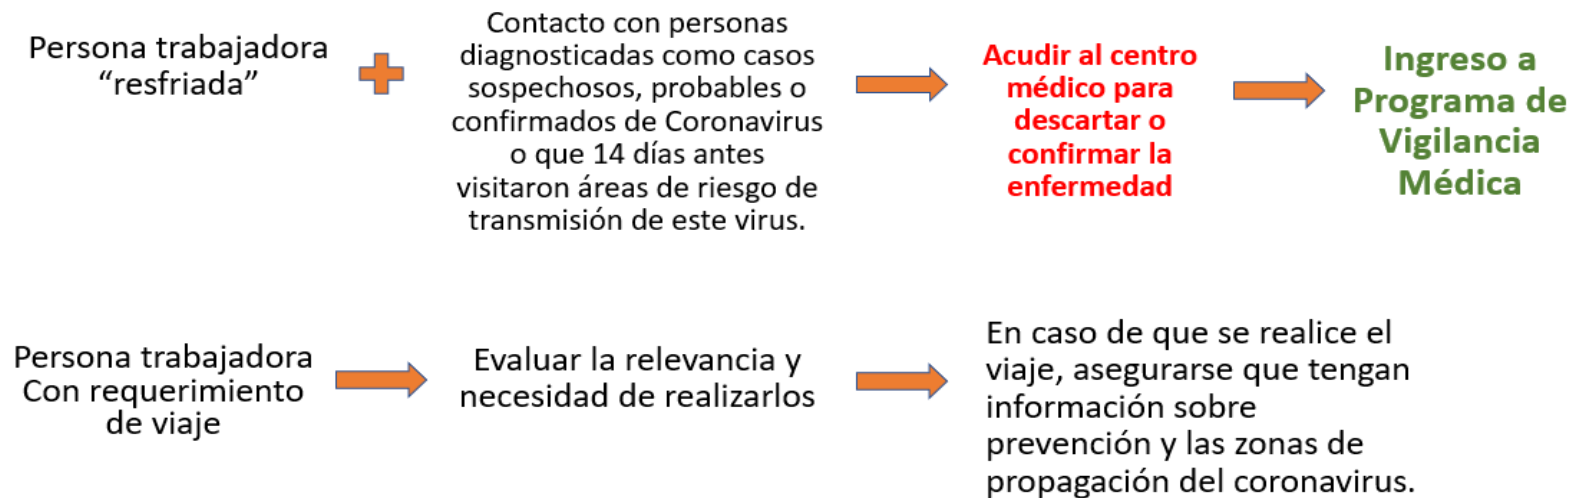 Persona trabajadora
“resfriada”
Contacto con personas
diagnosticadas como casos
sospechosos, probables o
confirmados de Coronavirus
o que 14 días antes
visitaron áreas de riesgo de
transmisión de este virus.
Acudir al centro
médico para
descartar o
confirmar la
enfermedad
Ingreso a
Programa de
Vigilancia
Médica
Persona trabajadora
Con requerimiento
de viaje
Evaluar la relevancia y
necesidad de realizarlos
En caso de que se realice el
viaje, asegurarse que tengan
información sobre
prevención y las zonas de
propagación del coronavirus.